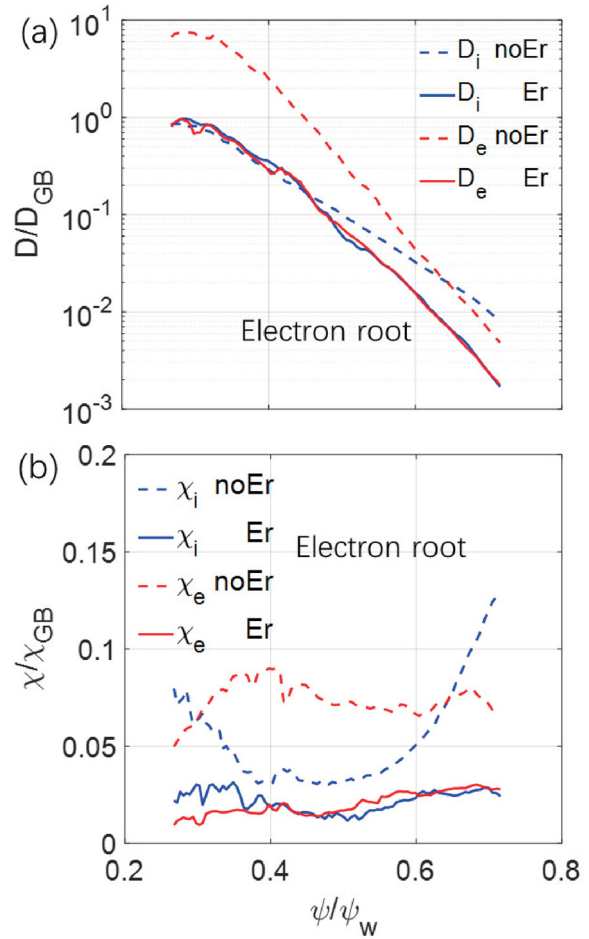 (a)
10^1
10^0
10^-1
10^-2
10^-3
D/D_GB
D_i noEr
D_i Er
D_e noEr
D_e Er
Electron root
(b)
0.2
0.15
0.1
0.05
0
χ/χ_GB
χ_i noEr
χ_i Er
χ_e noEr
χ_e Er
Electron root
0.2 0.4 0.6 0.8
ψ/ψ_w